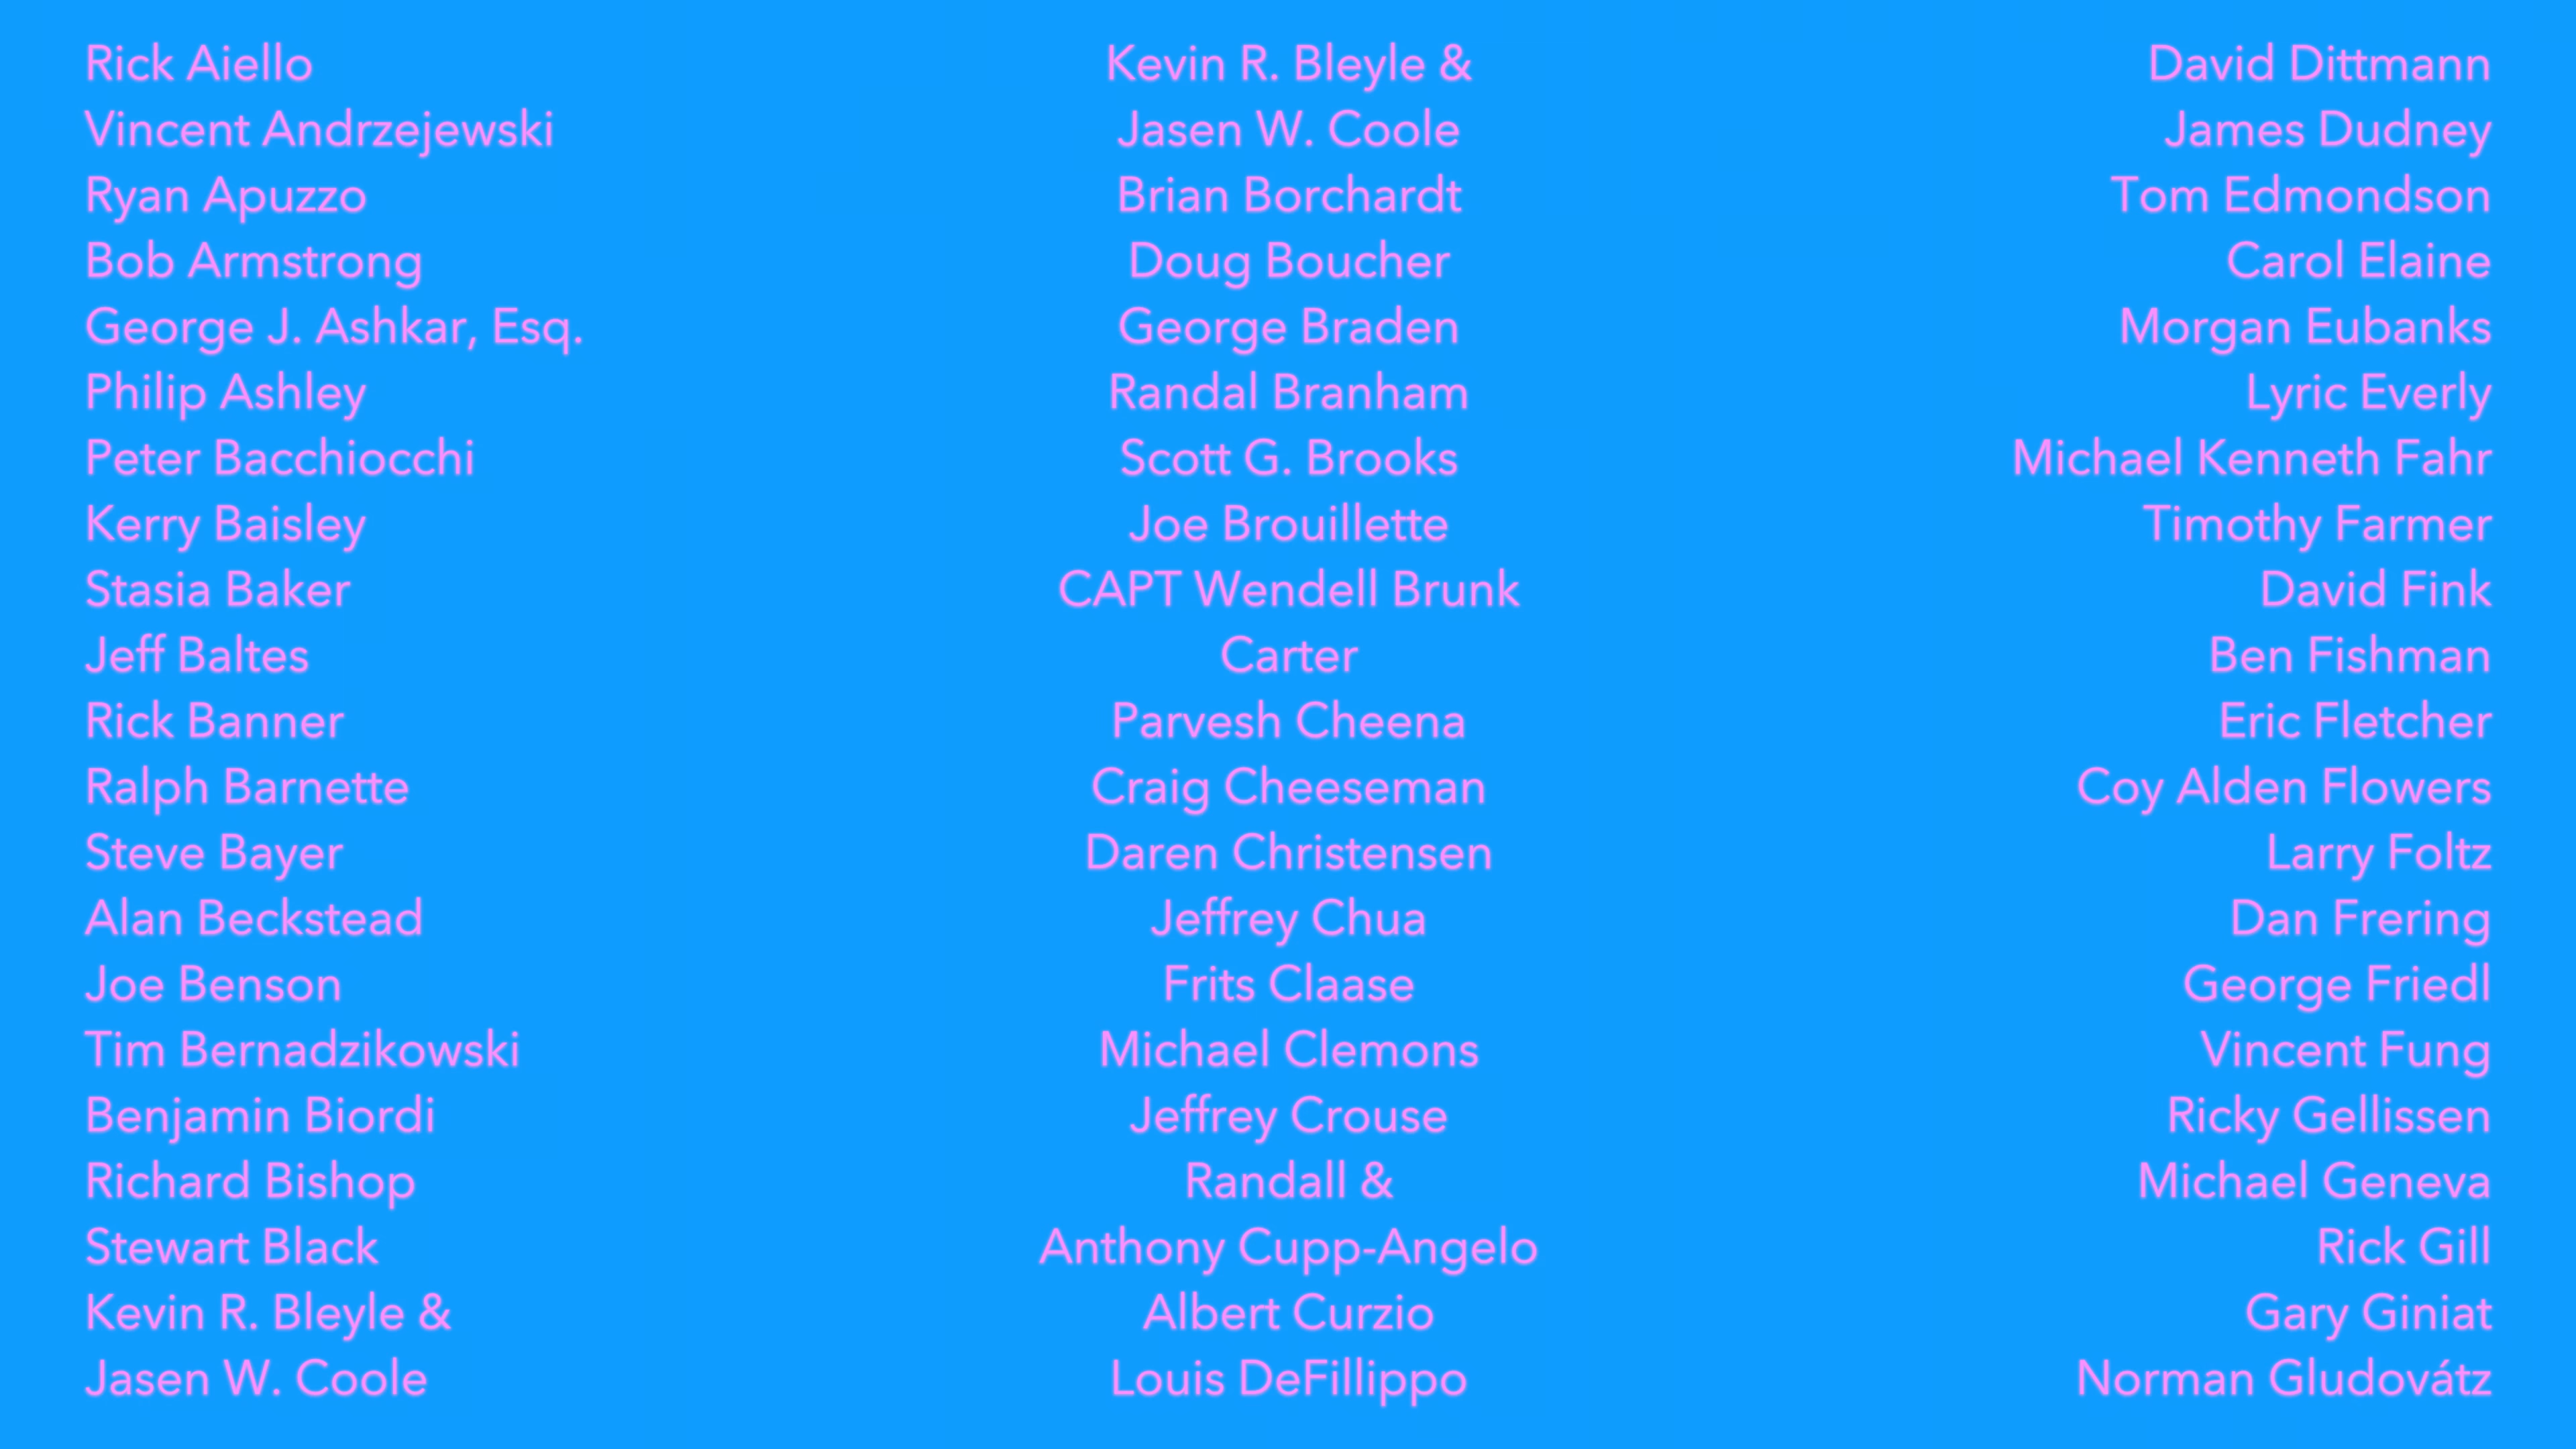 Rick Aiello
Vincent Andrzejewski
Ryan Apuzzo
Bob Armstrong
George J. Ashkar, Esq.
Philip Ashley
Peter Bacchiocchi
Kerry Baisley
Stasia Baker
Jeff Baltes
Rick Banner
Ralph Barnette
Steve Bayer
Alan Beckstead
Joe Benson
Tim Bernadzikowski
Benjamin Biordi
Richard Bishop
Stewart Black
Kevin R. Bleyle &
Jasen W. Coole
Kevin R. Bleyle &
Jasen W. Coole
Brian Borchardt
Doug Boucher
George Braden
Randal Branham
Scott G. Brooks
Joe Brouillette
CAPT Wendell Brunk
Carter
Parvesh Cheena
Craig Cheeseman
Daren Christensen
Jeffrey Chua
Frits Claase
Michael Clemons
Jeffrey Crouse
Randall &
Anthony Cupp-Angelo
Albert Curzio
Louis DeFillippo
David Dittmann
James Dudney
Tom Edmondson
Carol Elaine
Morgan Eubanks
Lyric Everly
Michael Kenneth Fahr
Timothy Farmer
David Fink
Ben Fishman
Eric Fletcher
Coy Alden Flowers
Larry Foltz
Dan Frering
George Friedl
Vincent Fung
Ricky Gellissen
Michael Geneva
Rick Gill
Gary Giniat
Norman Gludovátz